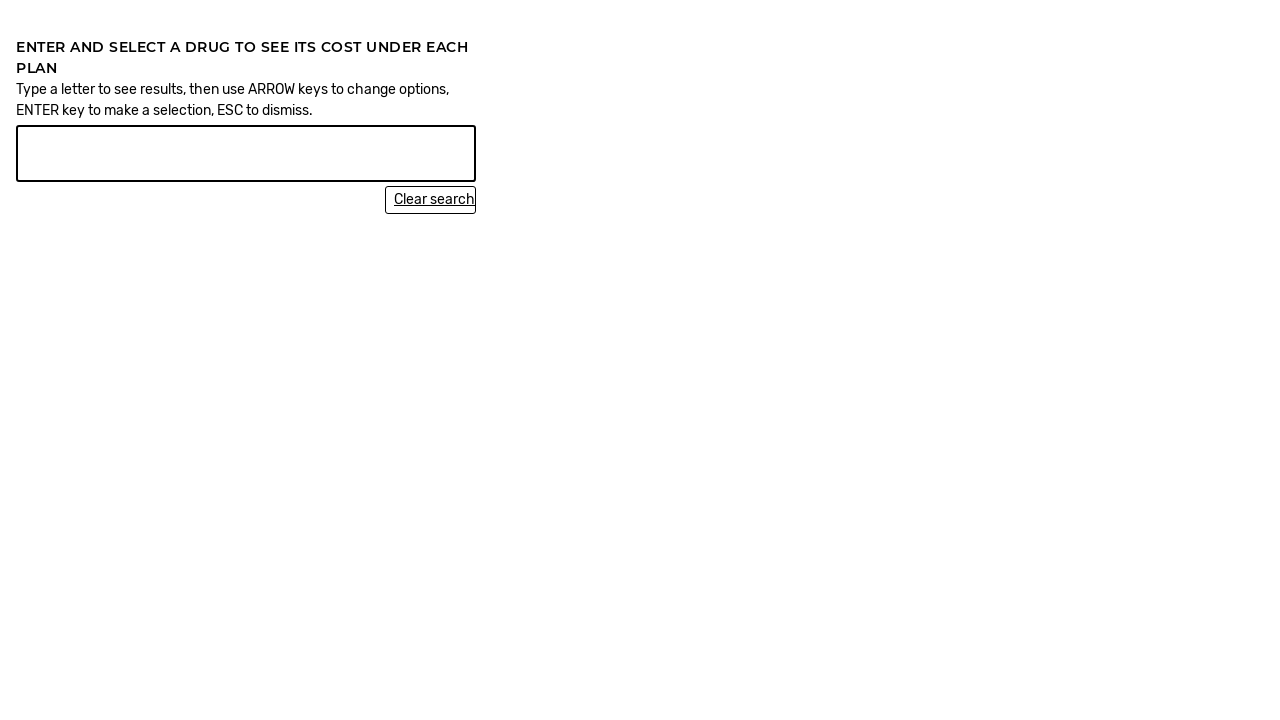 ENTER AND SELECT A DRUG TO SEE ITS COST UNDER EACH
PLAN
Type a letter to see results, then use ARROW keys to change options,
ENTER key to make a selection, ESC to dismiss.
Clear search